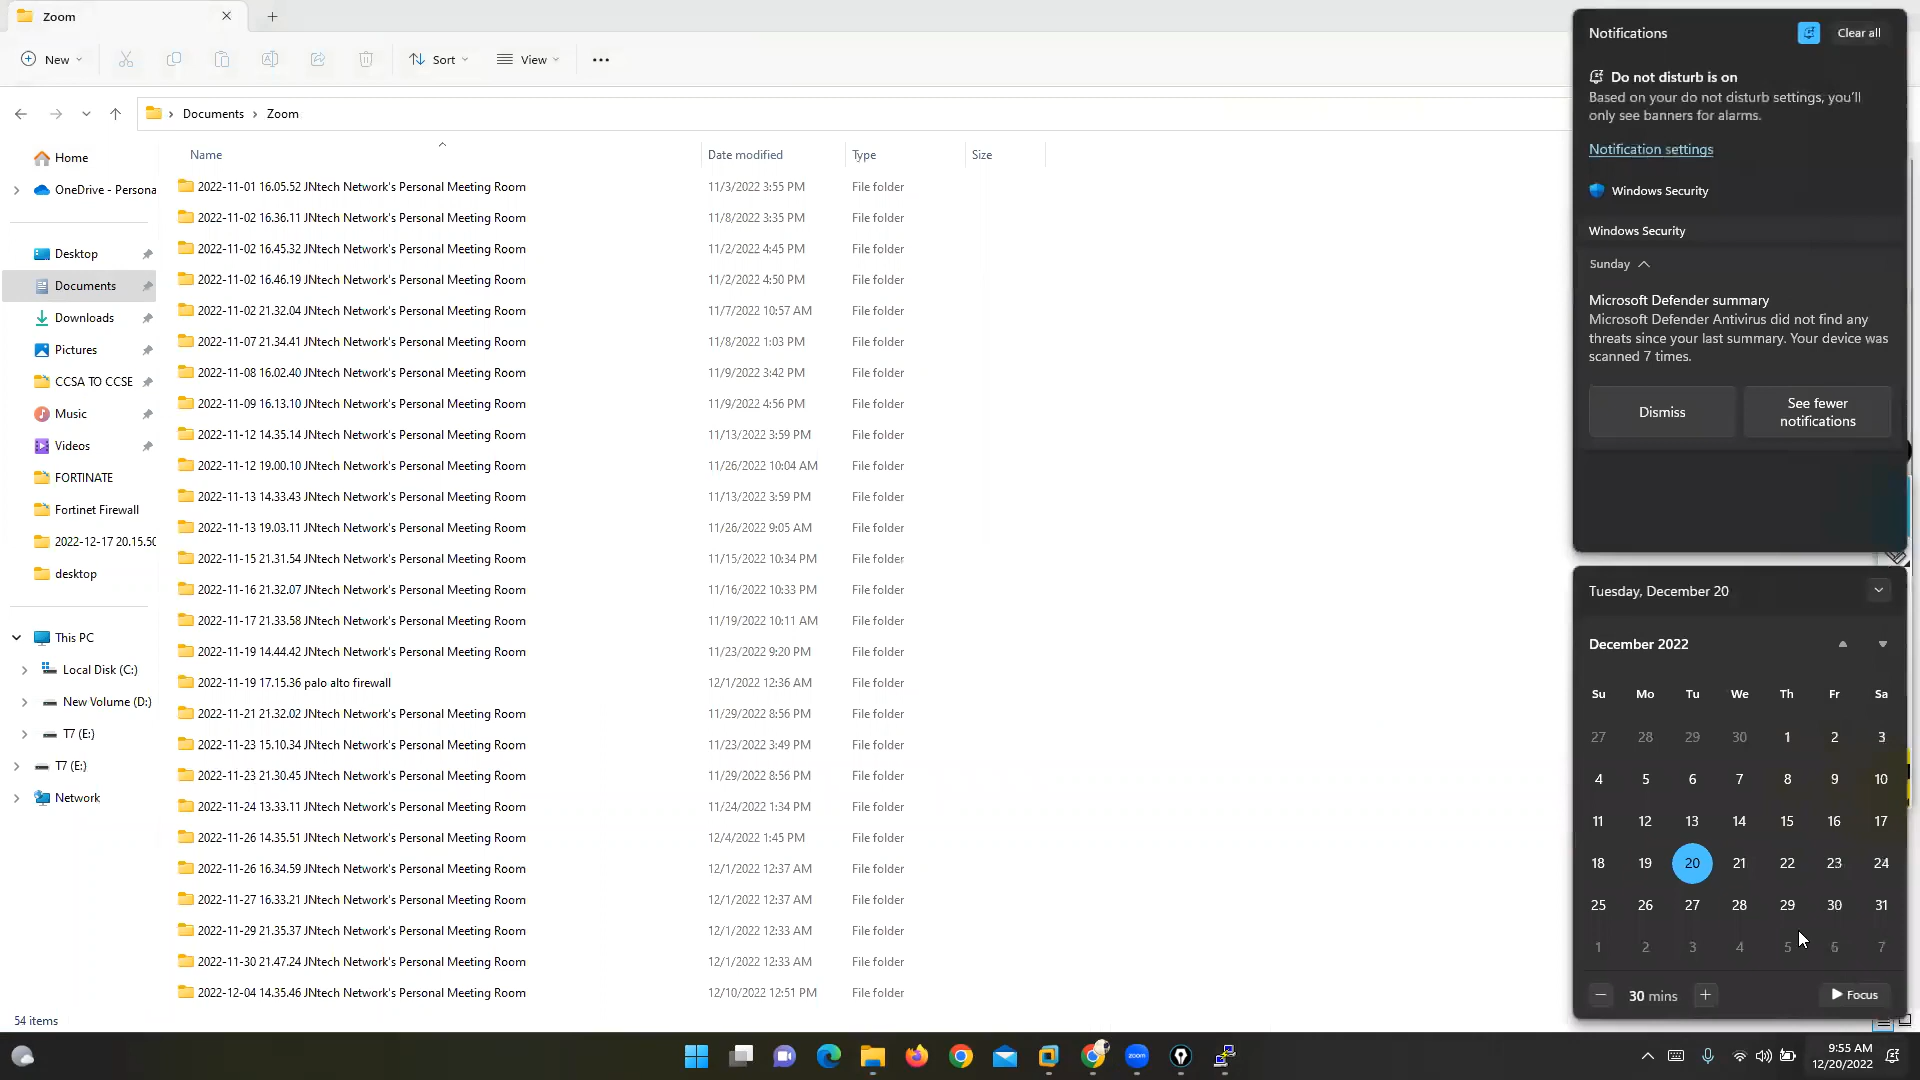 Zoom
New
Sort
View
Documents
Zoom
Home
OneDrive - Persona
Desktop
Documents
Downloads
Pictures
CCSA TO CCSE
Music
Videos
FORTINATE
Fortinet Firewall
2022-12-17 20.15.50
desktop
This PC
Local Disk (C:)
New Volume (D:)
T7 (E:)
T7 (E:)
Network
Name Date modified Type Size
2022-11-01 16.05.52 JNtech Network's Personal Meeting Room 11/3/2022 3:55 PM File folder
2022-11-02 16.36.11 JNtech Network's Personal Meeting Room 11/8/2022 3:35 PM File folder
2022-11-02 16.45.32 JNtech Network's Personal Meeting Room 11/2/2022 4:45 PM File folder
2022-11-02 16.46.19 JNtech Network's Personal Meeting Room 11/2/2022 4:50 PM File folder
2022-11-02 21.32.04 JNtech Network's Personal Meeting Room 11/7/2022 10:57 AM File folder
2022-11-07 21.34.41 JNtech Network's Personal Meeting Room 11/8/2022 1:03 PM File folder
2022-11-08 16.02.40 JNtech Network's Personal Meeting Room 11/9/2022 3:42 PM File folder
2022-11-09 16.13.10 JNtech Network's Personal Meeting Room 11/9/2022 4:56 PM File folder
2022-11-12 14.35.14 JNtech Network's Personal Meeting Room 11/13/2022 3:59 PM File folder
2022-11-12 19.00.10 JNtech Network's Personal Meeting Room 11/26/2022 10:04 AM File folder
2022-11-13 14.33.43 JNtech Network's Personal Meeting Room 11/13/2022 3:59 PM File folder
2022-11-13 19.03.11 JNtech Network's Personal Meeting Room 11/26/2022 9:05 AM File folder
2022-11-15 21.31.54 JNtech Network's Personal Meeting Room 11/15/2022 10:34 PM File folder
2022-11-16 21.32.07 JNtech Network's Personal Meeting Room 11/16/2022 10:33 PM File folder
2022-11-17 21.33.58 JNtech Network's Personal Meeting Room 11/19/2022 10:11 AM File folder
2022-11-19 14.44.42 JNtech Network's Personal Meeting Room 11/23/2022 9:20 PM File folder
2022-11-19 17.15.36 palo alto firewall 12/1/2022 12:36 AM File folder
2022-11-21 21.32.02 JNtech Network's Personal Meeting Room 11/29/2022 8:56 PM File folder
2022-11-23 15.10.34 JNtech Network's Personal Meeting Room 11/23/2022 3:49 PM File folder
2022-11-23 21.30.45 JNtech Network's Personal Meeting Room 11/29/2022 8:56 PM File folder
2022-11-24 13.33.11 JNtech Network's Personal Meeting Room 11/24/2022 1:34 PM File folder
2022-11-26 14.35.51 JNtech Network's Personal Meeting Room 12/4/2022 1:45 PM File folder
2022-11-26 16.34.59 JNtech Network's Personal Meeting Room 12/1/2022 12:37 AM File folder
2022-11-27 16.33.21 JNtech Network's Personal Meeting Room 12/1/2022 12:37 AM File folder
2022-11-29 21.35.37 JNtech Network's Personal Meeting Room 12/1/2022 12:33 AM File folder
2022-11-30 21.47.24 JNtech Network's Personal Meeting Room 12/1/2022 12:33 AM File folder
2022-12-04 14.35.46 JNtech Network's Personal Meeting Room 12/10/2022 12:51 PM File folder
54 items
Notifications Clear all
Do not disturb is on
Based on your do not disturb settings, you'll
only see banners for alarms.
Notification settings
Windows Security
Windows Security
Sunday
Microsoft Defender summary
Microsoft Defender Antivirus did not find any
threats since your last summary. Your device was
scanned 7 times.
Dismiss
See fewer
notifications
Tuesday, December 20
December 2022
Su Mo Tu We Th Fr Sa
27 28 29 30 1 2 3
4 5 6 7 8 9 10
11 12 13 14 15 16 17
18 19 20 21 22 23 24
25 26 27 28 29 30 31
1 2 3 4 5 6 7
30 mins Focus
zoom
9:55 AM
12/20/2022